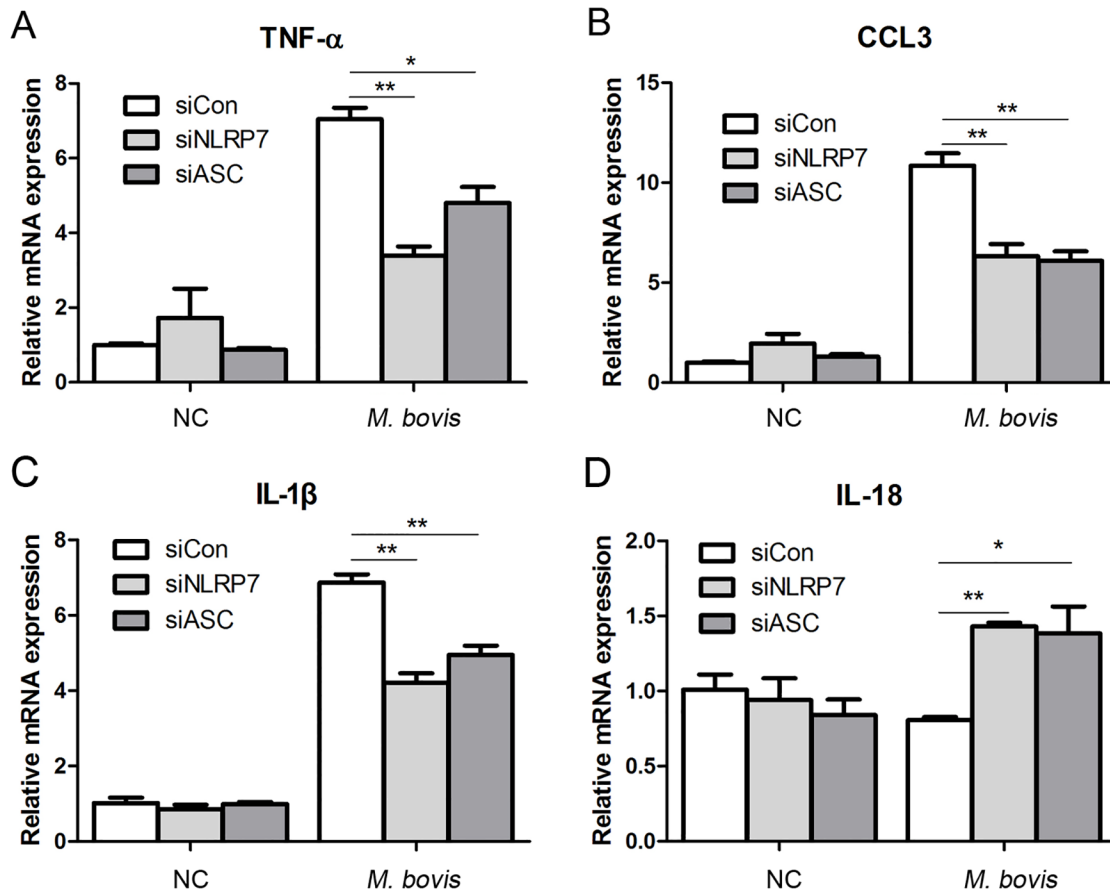 A
TNF-α
Relative mRNA expression
8
6
4
2
0
siCon
siNLRP7
siASC
*
**
NC
M. bovis
B
CCL3
Relative mRNA expression
15
10
5
0
siCon
siNLRP7
siASC
**
**
NC
M. bovis
C
IL-1β
Relative mRNA expression
8
6
4
2
0
siCon
siNLRP7
siASC
**
**
NC
M. bovis
D
IL-18
Relative mRNA expression
2.0
1.5
1.0
0.5
0.0
siCon
siNLRP7
siASC
*
**
NC
M. bovis